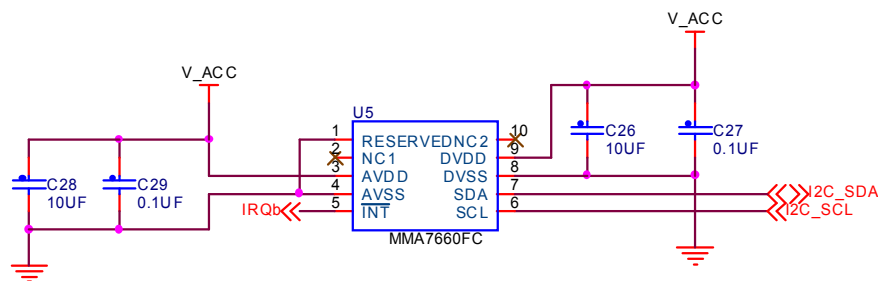 V_ACC
V_ACC
U5
1 RESERVED NC2 10
2 NC1 DVDD 9
3 AVDD DVSS 8
4 AVSS SDA 7
5 INT SCL 6
MMA7660FC
C28
10UF
C29
0.1UF
IRQb
C26
10UF
C27
0.1UF
I2C_SDA
I2C_SCL